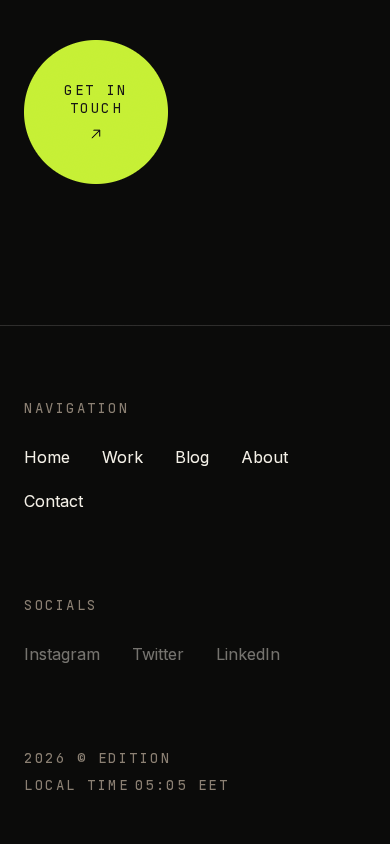 GET IN
TOUCH
↗
NAVIGATION
Home Work Blog About
Contact
SOCIALS
Instagram Twitter LinkedIn
2026 © EDITION
LOCAL TIME 05:05 EET